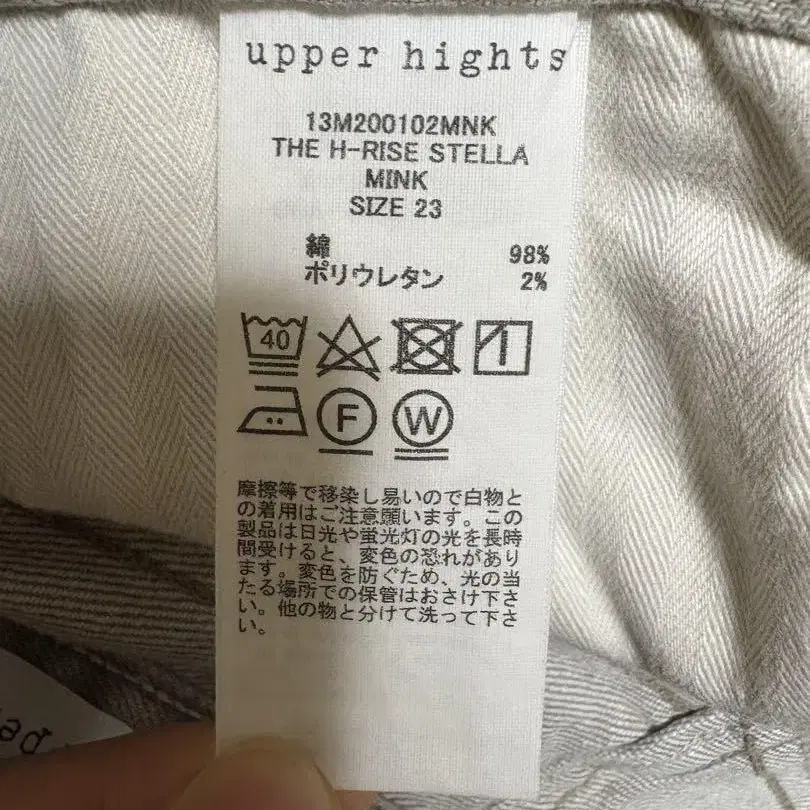 upper hights
13M200102MNK
THE H-RISE STELLA
MINK
SIZE 23
綿 98%
ポリウレタン 2%
40
F W
摩擦等で移染し易いので白物と
の着用はご注意願います。この
製品は日光や蛍光灯の光を長時
間受けると、変色の恐れがあり
ます。変色を防ぐため、光の当
たる場所での保管はおさけ下さ
い。他の物と分けて洗って下さ
い。